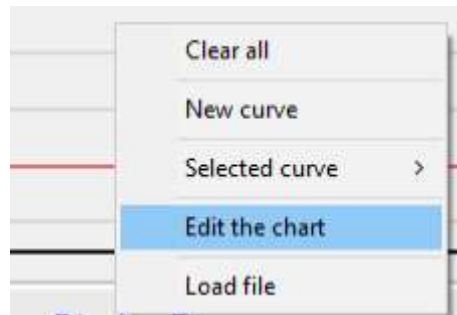 Clear all
New curve
Selected curve
Edit the chart
Load file